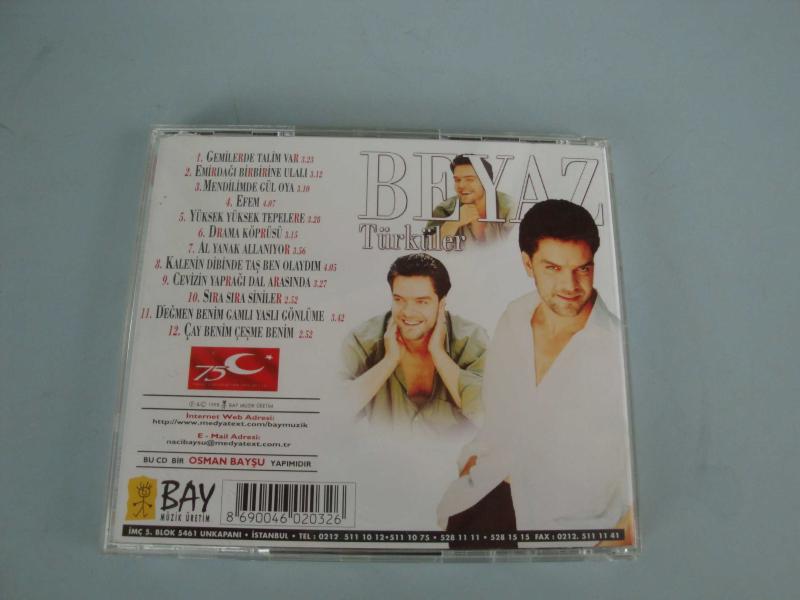 1. GEMİLERDE TALİM VAR 3.23
2. EMİRDAĞI BİRBİRİNE ULALI 3.12
3. MENDİLİMDE GÜL OYA 3.10
4. EFEM 4.07
5. YÜKSEK YÜKSEK TEPELERE 3.28
6. DRAMA KÖPRÜSÜ 3.15
7. AL YANAK ALLANIYOR 3.56
8. KALENİN DİBİNDE TAŞ BEN OLAYDIM 4.05
9. CEVİZİN YAPRAĞI DAL ARASINDA 3.27
10. SIRA SIRA SİNİLER 2.52
11. DEĞMEN BENİM GAMLI YASLI GÖNLÜME 3.42
12. ÇAY BENİM ÇEŞME BENİM 2.52
BEYAZ
Türküler
75
℗ & © 1998 BAY MÜZİK ÜRETİM
İnternet Web Adresi:
http://www.medyatext.com/baymuzik
E - Mail Adresi:
nacibaysu@medyatext.com.tr
BU CD BİR OSMAN BAYŞU YAPIMIDIR
BAY
MÜZİK ÜRETİM
8 690046 020326
İMÇ 5. BLOK 5461 UNKAPANI • İSTANBUL • TEL : 0212 511 10 12•511 10 75 • 528 11 11 • 528 15 15 FAX : 0212. 511 11 41